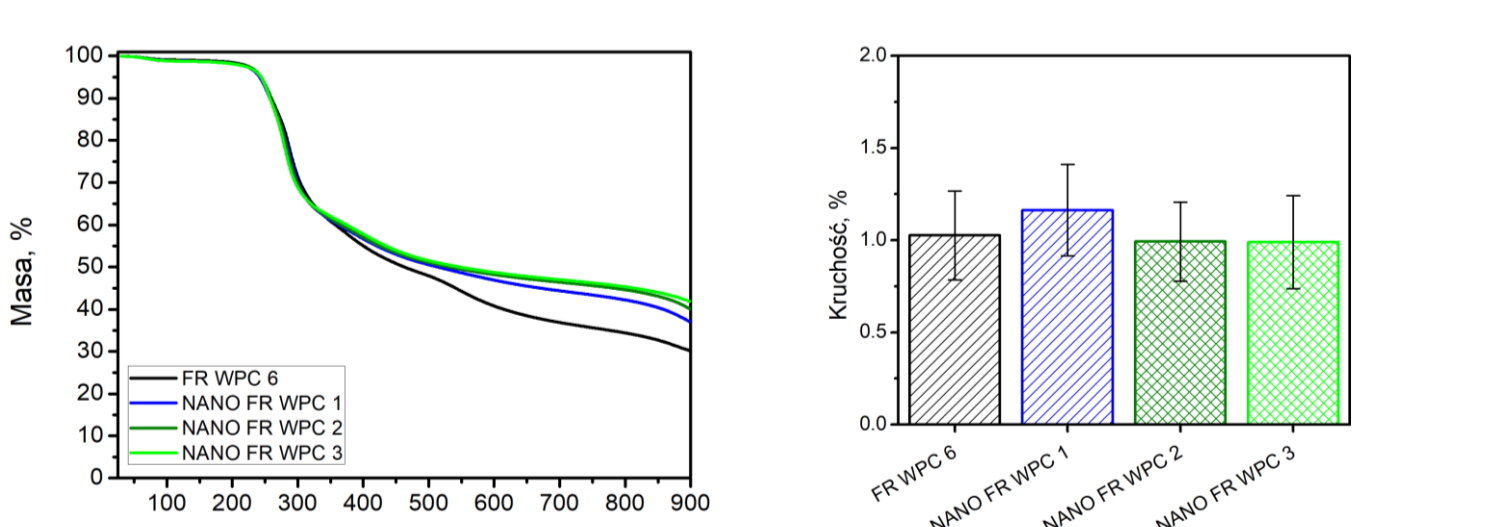 100
90
80
70
60
50
40
30
20
10
0
Masa, %
FR WPC 6
NANO FR WPC 1
NANO FR WPC 2
NANO FR WPC 3
100 200 300 400 500 600 700 800 900
2.0
1.5
1.0
0.5
0.0
Kruchość, %
FR WPC 6
NANO FR WPC 1
NANO FR WPC 2
NANO FR WPC 3